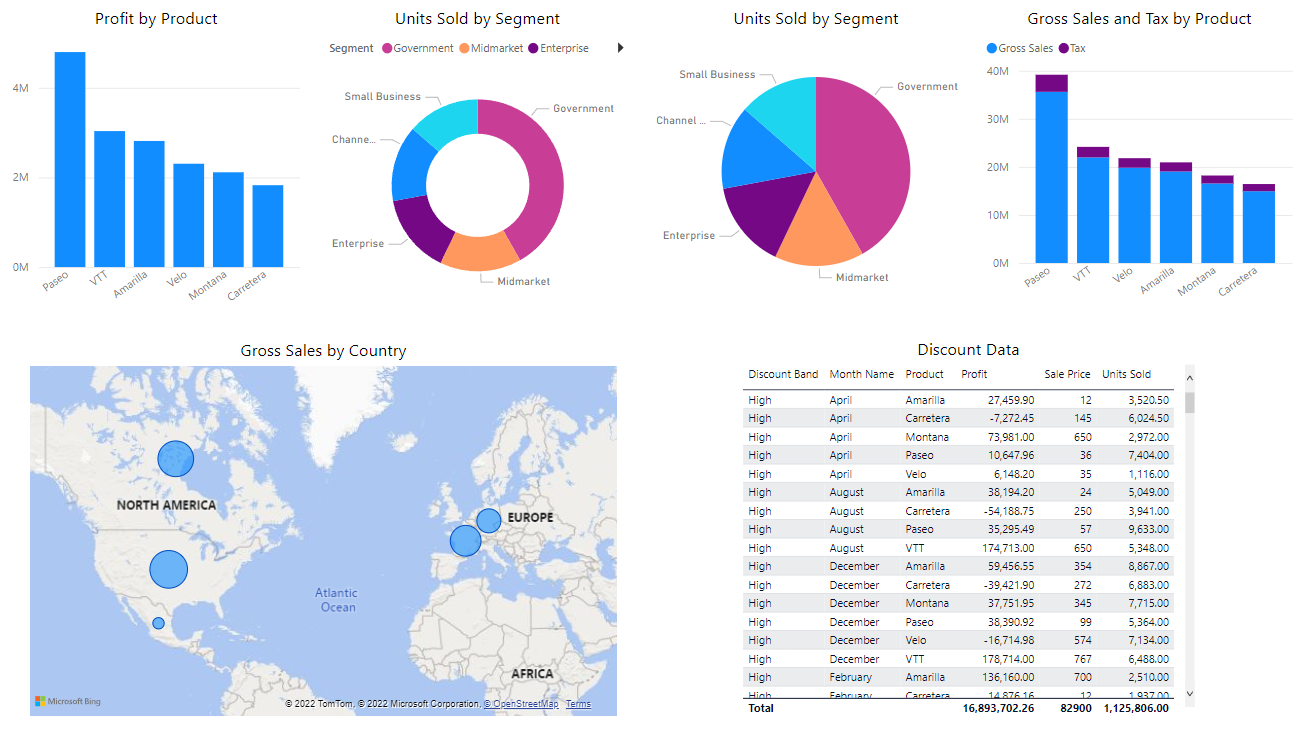 Profit by Product
4M
2M
0M
Paseo
VTT
Amarilla
Velo
Montana
Carretera
Units Sold by Segment
Segment Government Midmarket Enterprise
Small Business
Government
Channe...
Enterprise
Midmarket
Units Sold by Segment
Small Business
Government
Channel ...
Enterprise
Midmarket
Gross Sales and Tax by Product
Gross Sales Tax
40M
30M
20M
10M
0M
Paseo
VTT
Velo
Amarilla
Montana
Carretera
Gross Sales by Country
NORTH AMERICA
EUROPE
Atlantic
Ocean
AFRICA
Microsoft Bing
© 2022 TomTom, © 2022 Microsoft Corporation, © OpenStreetMap Terms
Discount Data
Discount Band Month Name Product Profit Sale Price Units Sold
High April Amarilla 27,459.90 12 3,520.50
High April Carretera -7,272.45 145 6,024.50
High April Montana 73,981.00 650 2,972.00
High April Paseo 10,647.96 36 7,404.00
High April Velo 6,148.20 35 1,116.00
High August Amarilla 38,194.20 24 5,049.00
High August Carretera -54,188.75 250 3,941.00
High August Paseo 35,295.49 57 9,633.00
High August VTT 174,713.00 650 5,348.00
High December Amarilla 59,456.55 354 8,867.00
High December Carretera -39,421.90 272 6,883.00
High December Montana 37,751.95 345 7,715.00
High December Paseo 38,390.92 99 5,364.00
High December Velo -16,714.98 574 7,134.00
High December VTT 178,714.00 767 6,488.00
High February Amarilla 136,160.00 700 2,510.00
High February Carretera 14,876.16 12 1,937.00
Total 16,893,702.26 82900 1,125,806.00